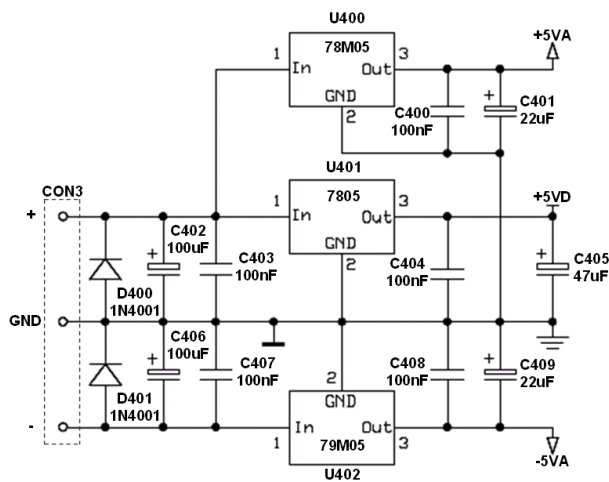 U400
78M05
1
In
Out
3
GND
2
+5VA
C400
100nF
+
C401
22uF
CON3
+
C402
100uF
+
C403
100nF
U401
7805
1
In
Out
3
GND
2
+5VD
C404
100nF
+
C405
47uF
D400
1N4001
GND
C406
100uF
+
C407
100nF
D401
1N4001
-
2
GND
1
In
Out
3
79M05
U402
C408
100nF
+
C409
22uF
-5VA